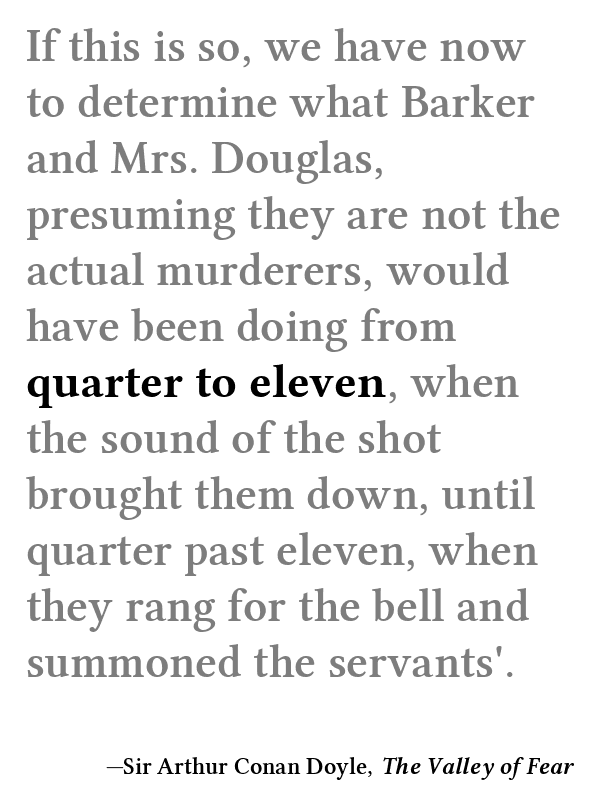 If this is so, we have now
to determine what Barker
and Mrs. Douglas,
presuming they are not the
actual murderers, would
have been doing from
quarter to eleven, when
the sound of the shot
brought them down, until
quarter past eleven, when
they rang for the bell and
summoned the servants'.
—Sir Arthur Conan Doyle, The Valley of Fear